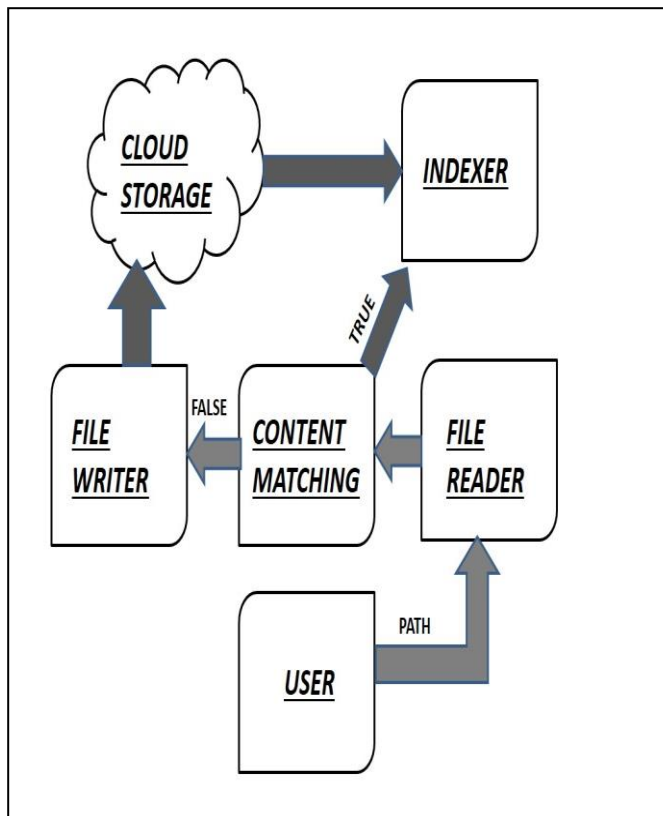 CLOUD
STORAGE
INDEXER
TRUE
FILE
WRITER
FALSE
CONTENT
MATCHING
FILE
READER
PATH
USER